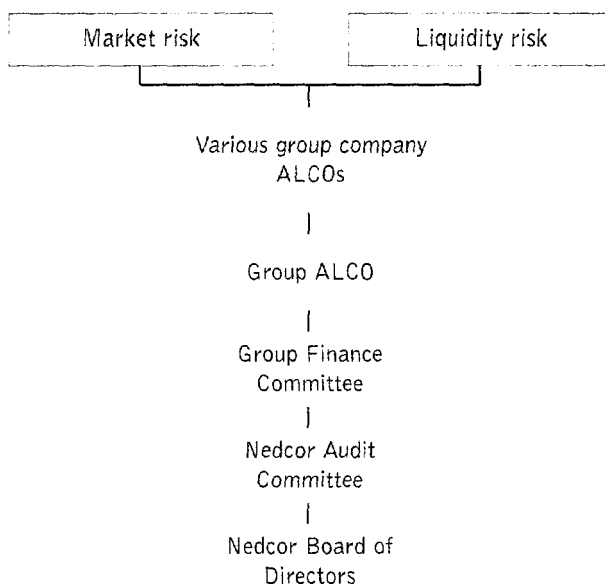 Market risk
Liquidity risk
Various group company
ALCOs
Group ALCO
Group Finance
Committee
Nedcor Audit
Committee
Nedcor Board of
Directors